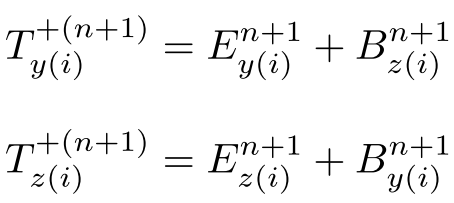 T_{y(i)}^{+(n+1)} = E_{y(i)}^{n+1} + B_{z(i)}^{n+1}
T_{z(i)}^{+(n+1)} = E_{z(i)}^{n+1} + B_{y(i)}^{n+1}